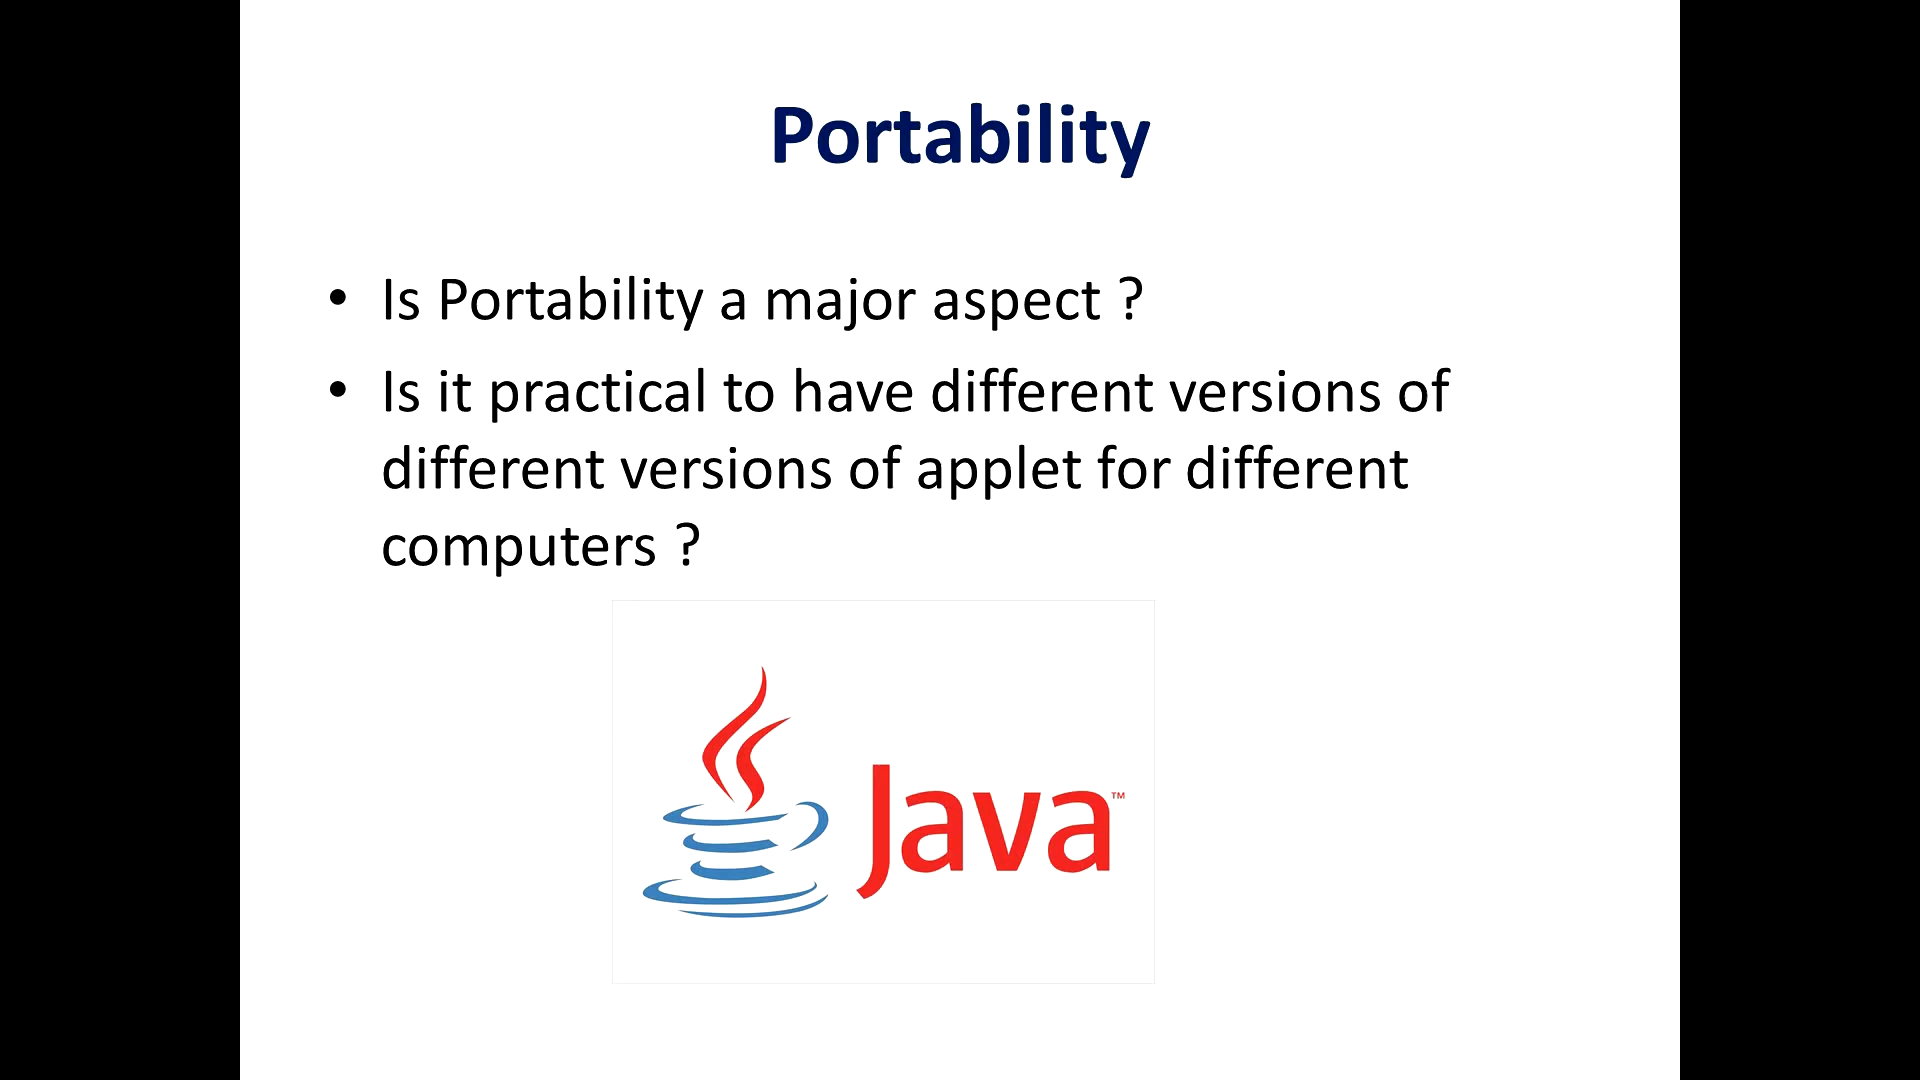 Portability
• Is Portability a major aspect ?
• Is it practical to have different versions of
different versions of applet for different
computers ?
Java™